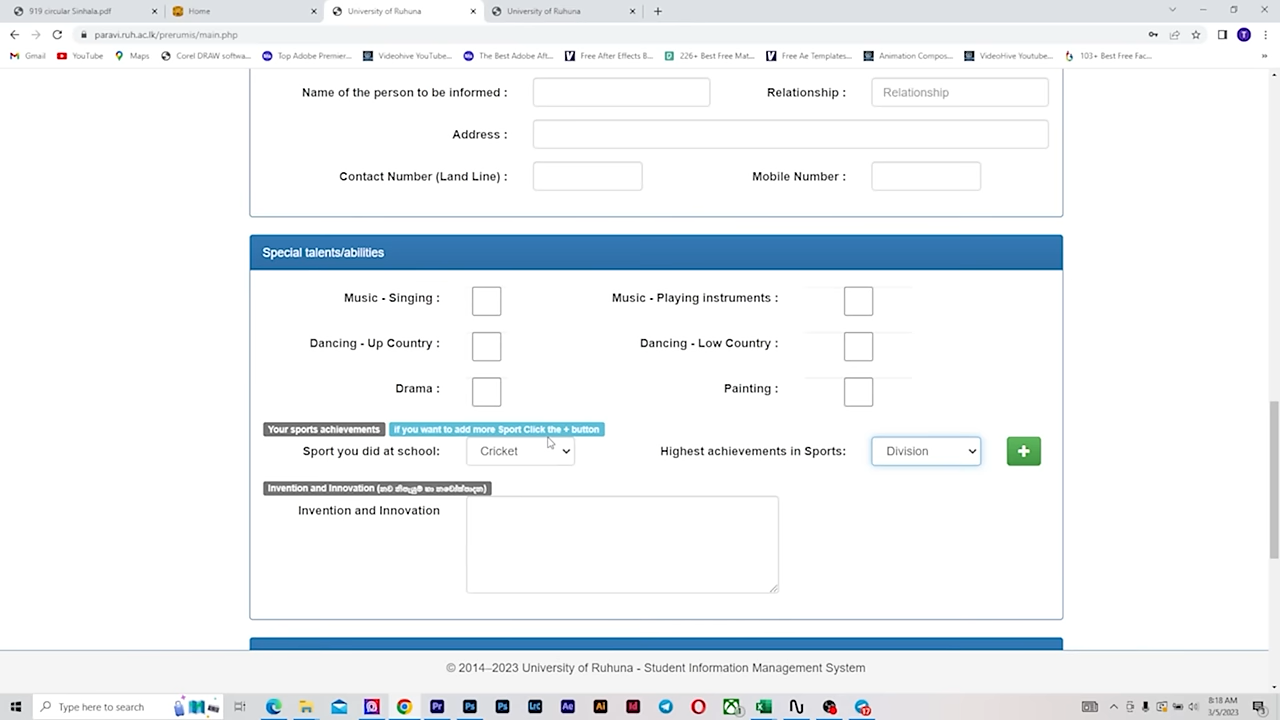 919 circular Sinhala.pdf
Home
University of Ruhuna
University of Ruhuna
paravi.ruh.ac.lk/prerumis/main.php
T
Gmail
YouTube
Maps
Corel DRAW softwa...
Top Adobe Premier...
Videohive YouTube...
The Best Adobe Aft...
Free After Effects B...
226+ Best Free Mat...
Free Ae Templates...
Animation Compos...
VideoHive Youtube...
103+ Best Free Fac...
Name of the person to be informed :
Relationship :
Relationship
Address :
Contact Number (Land Line) :
Mobile Number :
Special talents/abilities
Music - Singing :
Music - Playing instruments :
Dancing - Up Country :
Dancing - Low Country :
Drama :
Painting :
Your sports achievements
if you want to add more Sport Click the + button
Sport you did at school:
Cricket
Highest achievements in Sports:
Division
+
Invention and Innovation (නව නිපැයුම් හා නවෝත්පාදන)
Invention and Innovation
© 2014–2023 University of Ruhuna - Student Information Management System
Type here to search
8:18 AM
3/5/2023